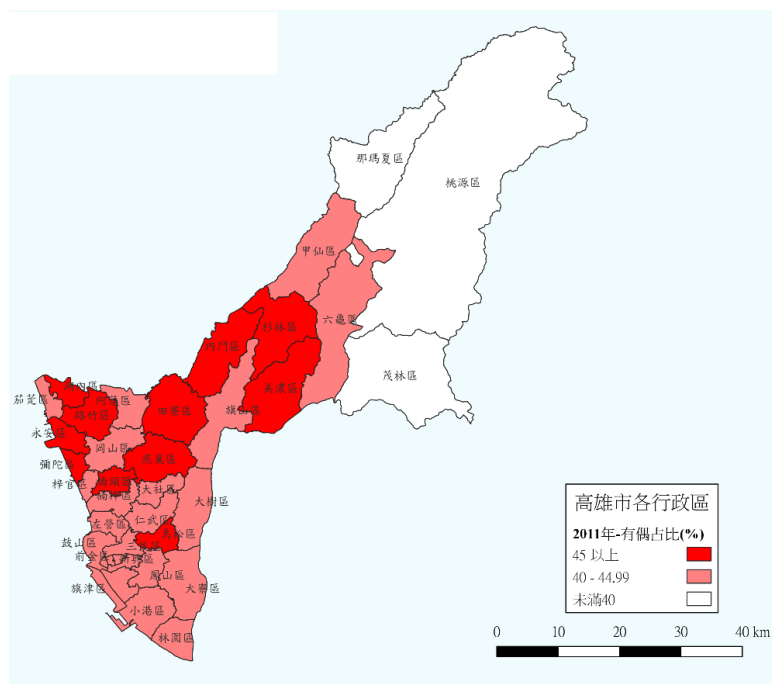 那瑪夏區
桃源區
甲仙區
六龜區
杉林區
內門區
茂林區
美濃區
湖內區
阿蓮區
茄萣區
路竹區
田寮區
旗山區
永安區
岡山區
彌陀區
燕巢區
梓官區
橋頭區
大社區
楠梓區
大樹區
左營區
仁武區
鳥松區
鼓山區
三民區
前金區
新興區
鳳山區
旗津區
大寮區
小港區
林園區
高雄市各行政區
2011年-有偶占比(%)
45 以上
40 - 44.99
未滿40
0 10 20 30 40 km